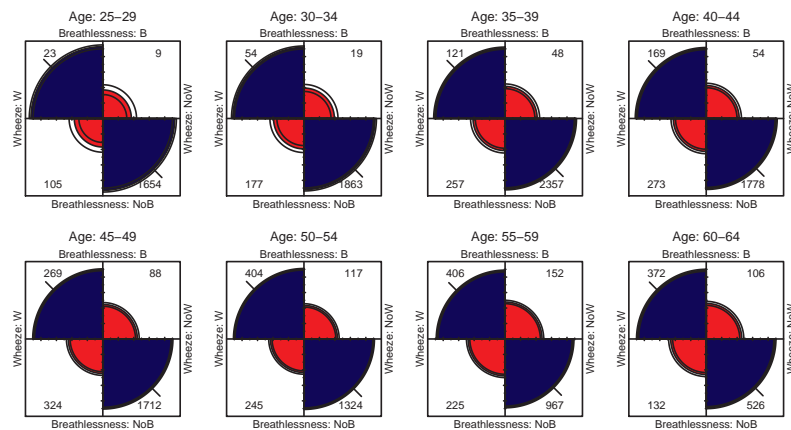 Age: 25–29
Breathlessness: B
Wheeze: W
23
9
105
1654
Wheeze: NoW
Breathlessness: NoB
Age: 30–34
Breathlessness: B
Wheeze: W
54
19
177
1863
Wheeze: NoW
Breathlessness: NoB
Age: 35–39
Breathlessness: B
Wheeze: W
121
48
257
2357
Wheeze: NoW
Breathlessness: NoB
Age: 40–44
Breathlessness: B
Wheeze: W
169
54
273
1778
Wheeze: NoW
Breathlessness: NoB
Age: 45–49
Breathlessness: B
Wheeze: W
269
88
324
1712
Wheeze: NoW
Breathlessness: NoB
Age: 50–54
Breathlessness: B
Wheeze: W
404
117
245
1324
Wheeze: NoW
Breathlessness: NoB
Age: 55–59
Breathlessness: B
Wheeze: W
406
152
225
967
Wheeze: NoW
Breathlessness: NoB
Age: 60–64
Breathlessness: B
Wheeze: W
372
106
132
526
Wheeze: NoW
Breathlessness: NoB